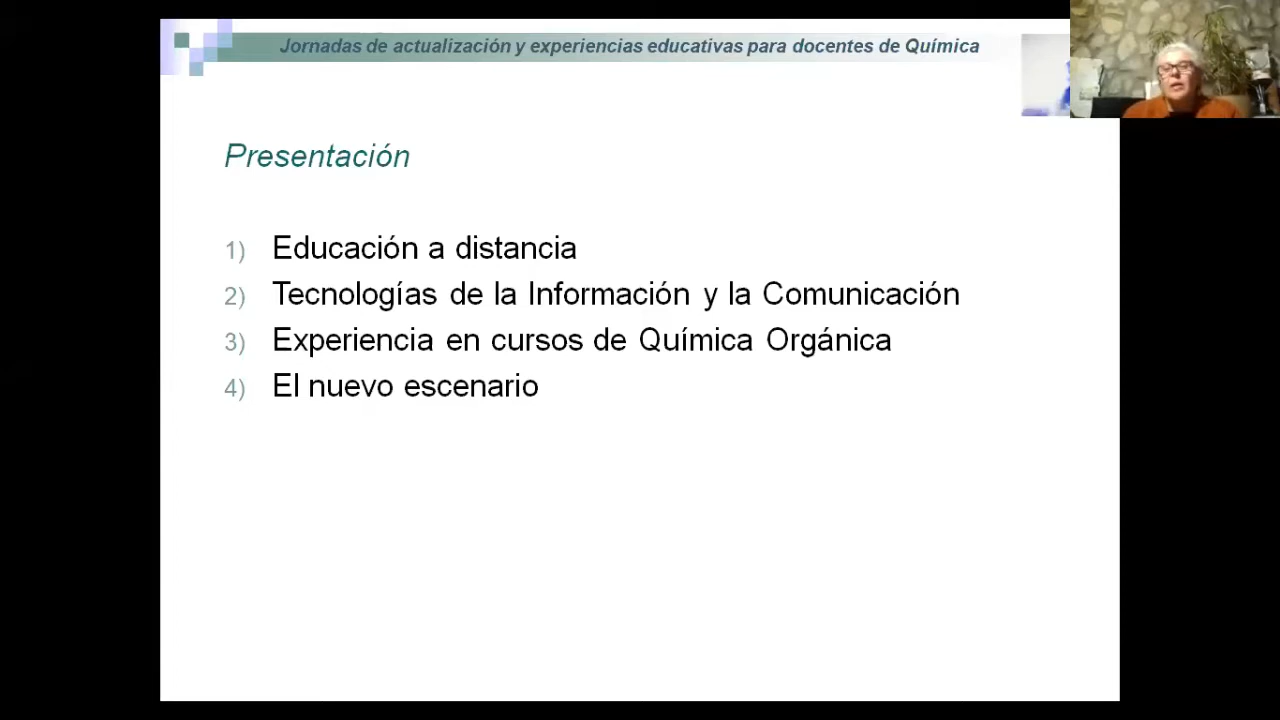 Jornadas de actualización y experiencias educativas para docentes de Química
Presentación
1) Educación a distancia
2) Tecnologías de la Información y la Comunicación
3) Experiencia en cursos de Química Orgánica
4) El nuevo escenario